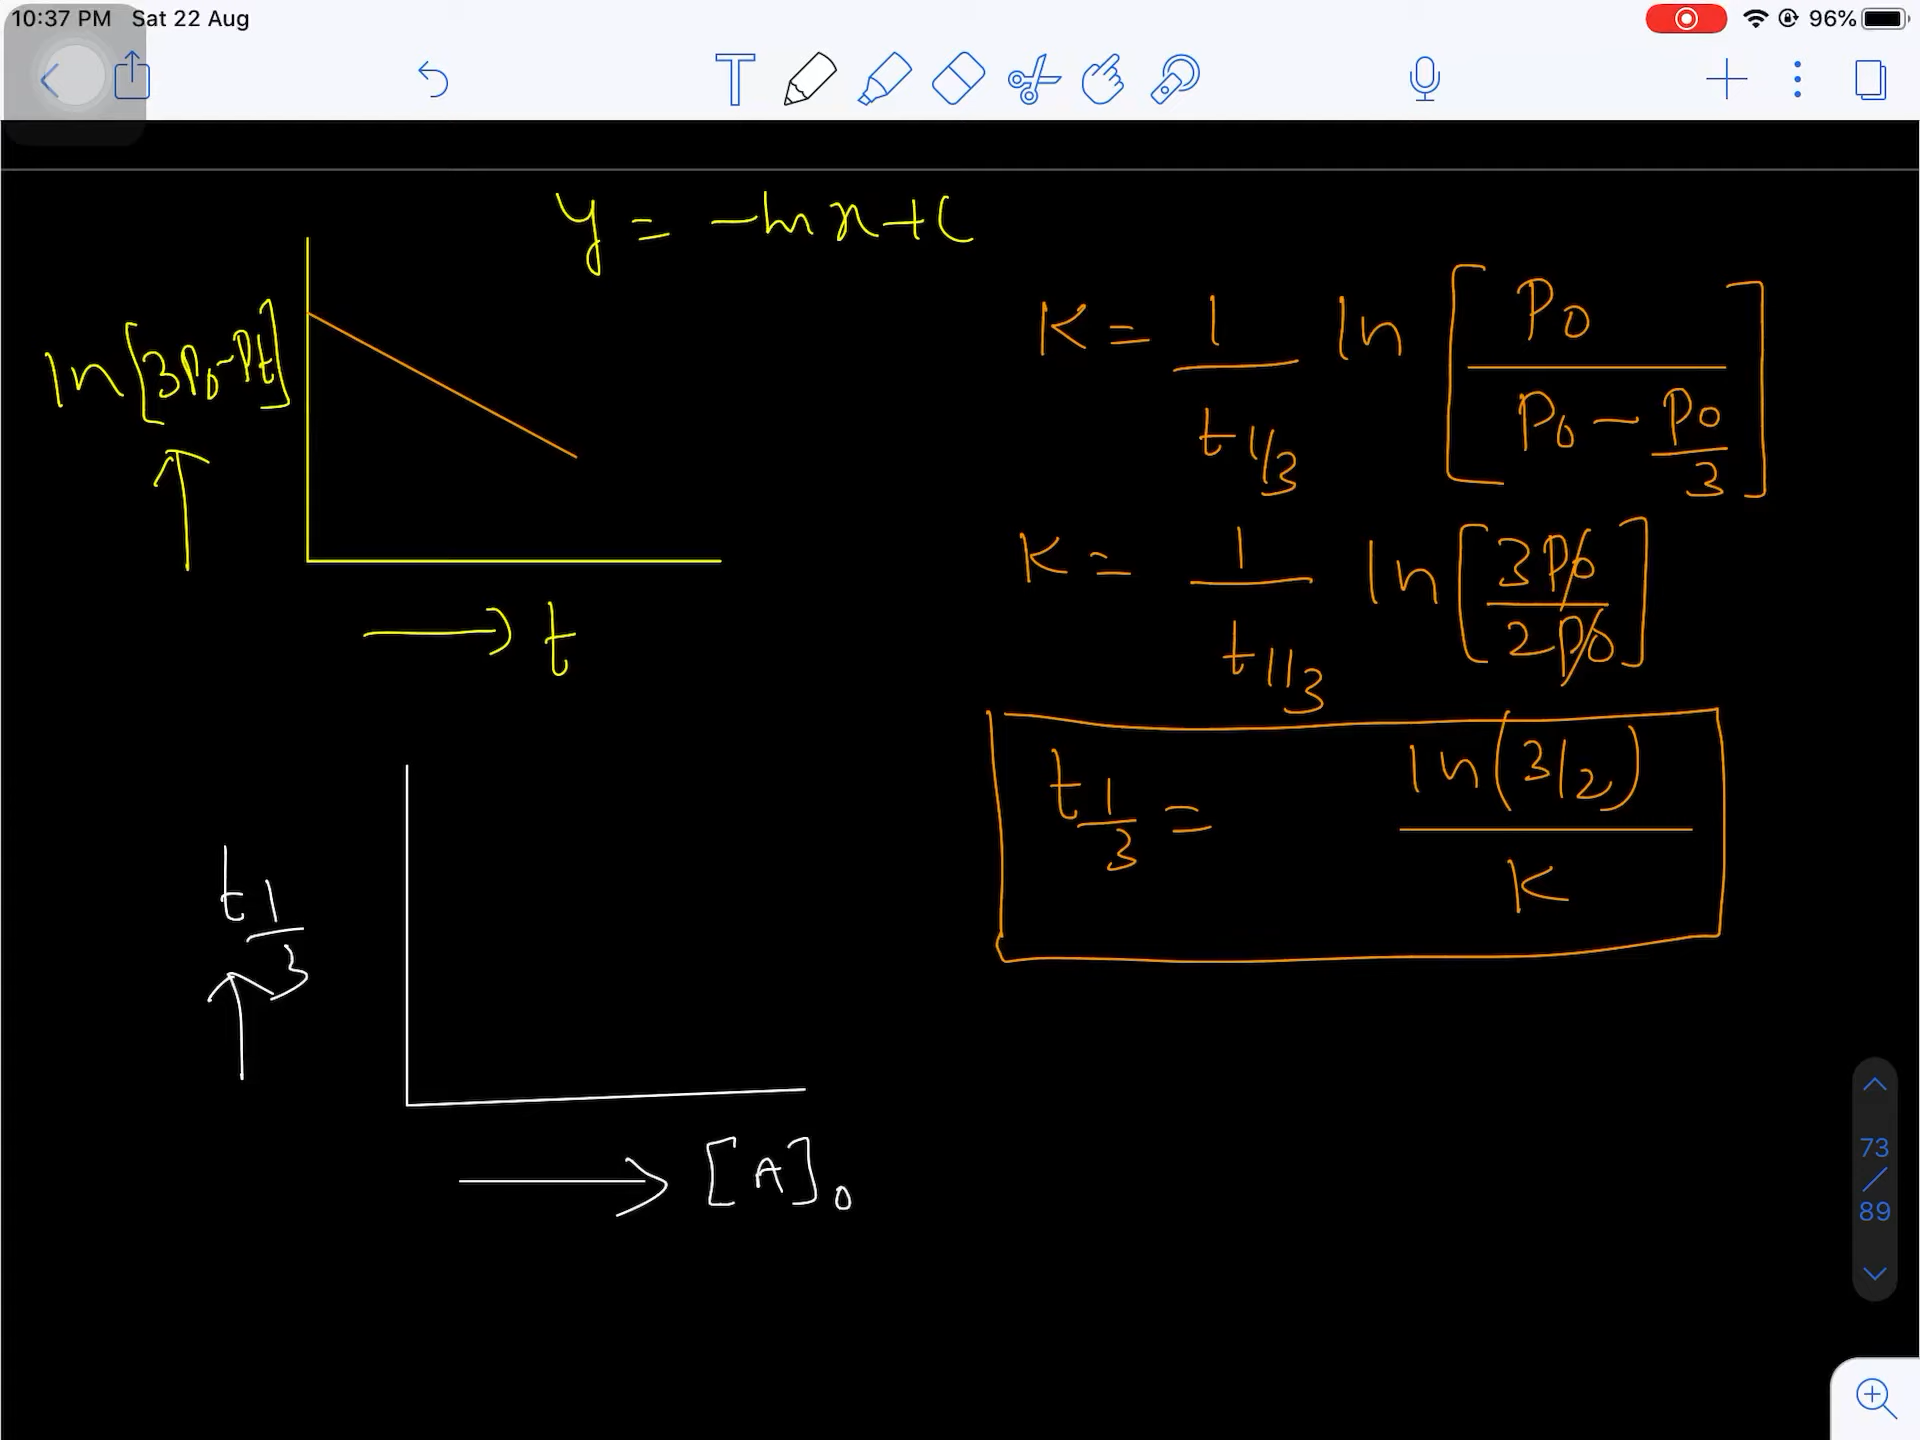 10:37 PM Sat 22 Aug
96%
T
y = -mx+c
ln[3P0-Pt]
t
K = 1/t1/3 ln [P0/(P0 - P0/3)]
K = 1/t1/3 ln [3P0/2P0]
t1/3 = ln(3/2)/K
t1/3
[A]0
73
/
89